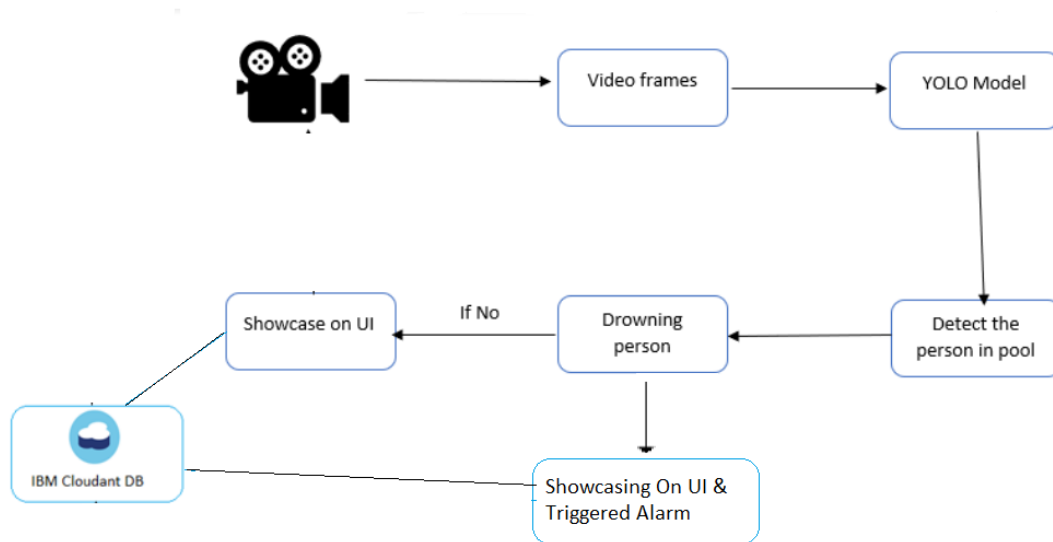 Video frames
YOLO Model
Detect the
person in pool
Drowning
person
If No
Showcase on UI
IBM Cloudant DB
Showcasing On UI &
Triggered Alarm